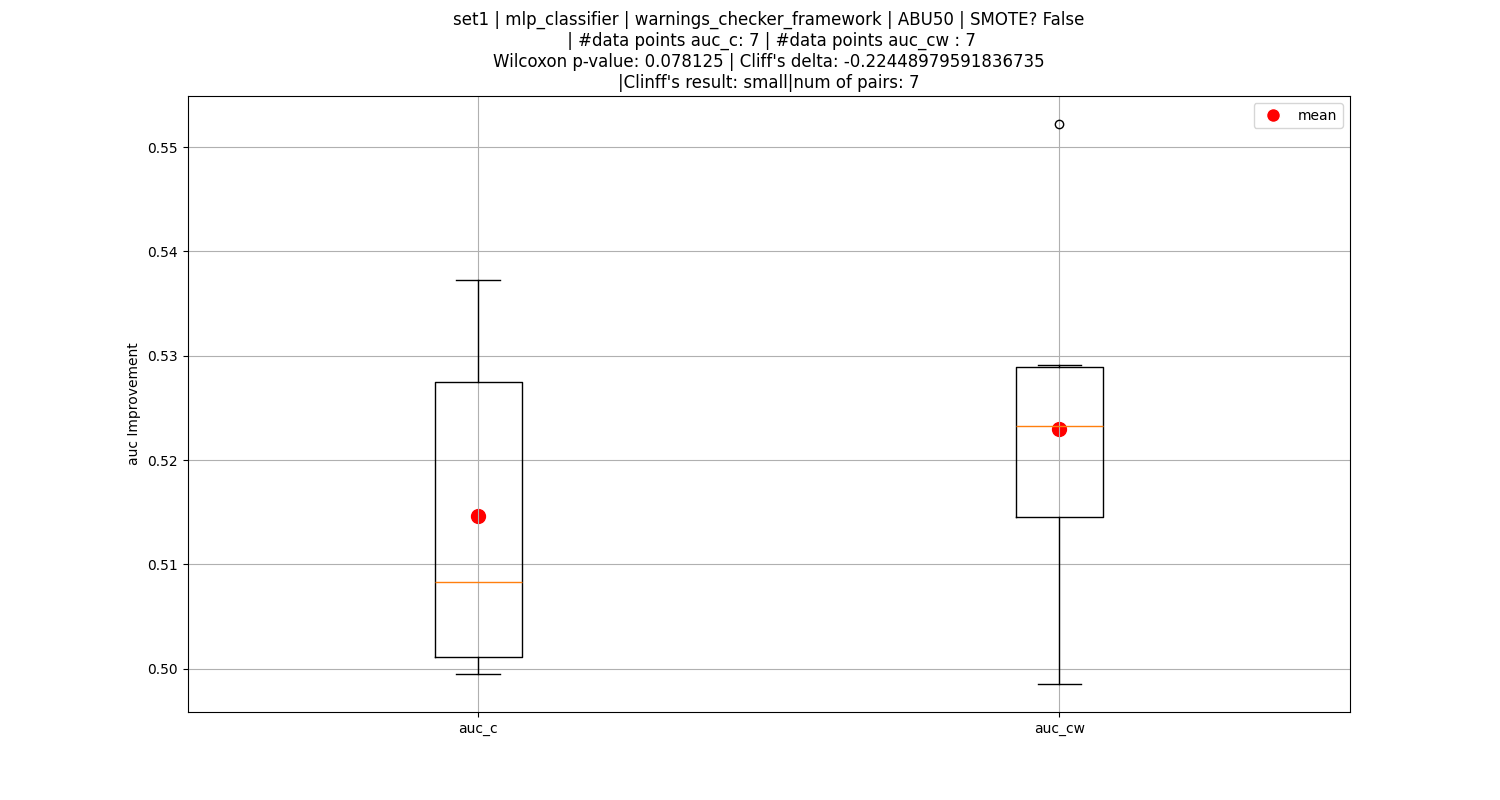 set1 | mlp_classifier | warnings_checker_framework | ABU50 | SMOTE? False
| #data points auc_c: 7 | #data points auc_cw : 7
Wilcoxon p-value: 0.078125 | Cliff's delta: -0.22448979591836735
|Clinff's result: small|num of pairs: 7
mean
0.55
0.54
0.53
0.52
0.51
0.50
auc Improvement
auc_c
auc_cw